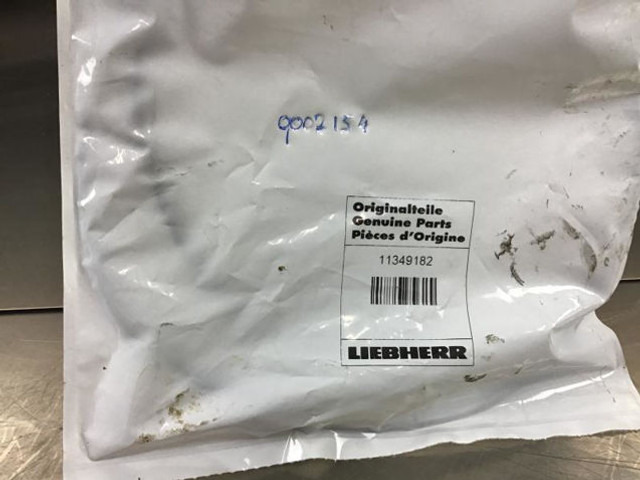 9002154
Originalteile
Genuine Parts
Pièces d'Origine
11349182
LIEBHERR